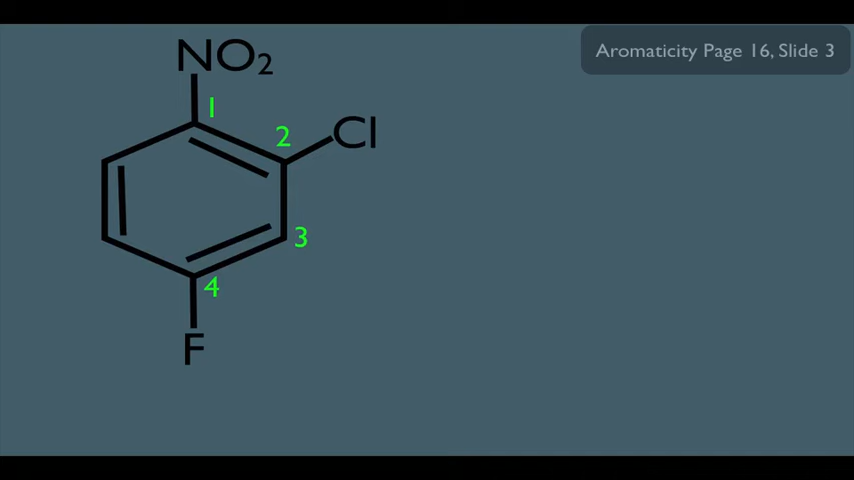 Aromaticity Page 16, Slide 3
NO₂
1
2
Cl
3
4
F